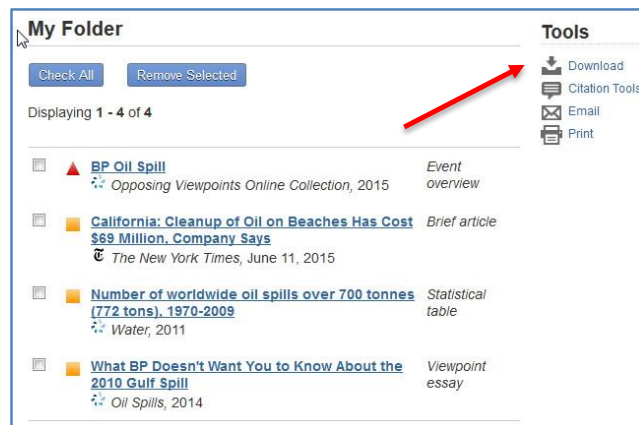 My Folder
Check All Remove Selected
Displaying 1 - 4 of 4
BP Oil Spill
Opposing Viewpoints Online Collection, 2015
Event
overview
California: Cleanup of Oil on Beaches Has Cost
$69 Million, Company Says
The New York Times, June 11, 2015
Brief article
Number of worldwide oil spills over 700 tonnes
(772 tons), 1970-2009
Water, 2011
Statistical
table
What BP Doesn't Want You to Know About the
2010 Gulf Spill
Oil Spills, 2014
Viewpoint
essay
Tools
Download
Citation Tools
Email
Print